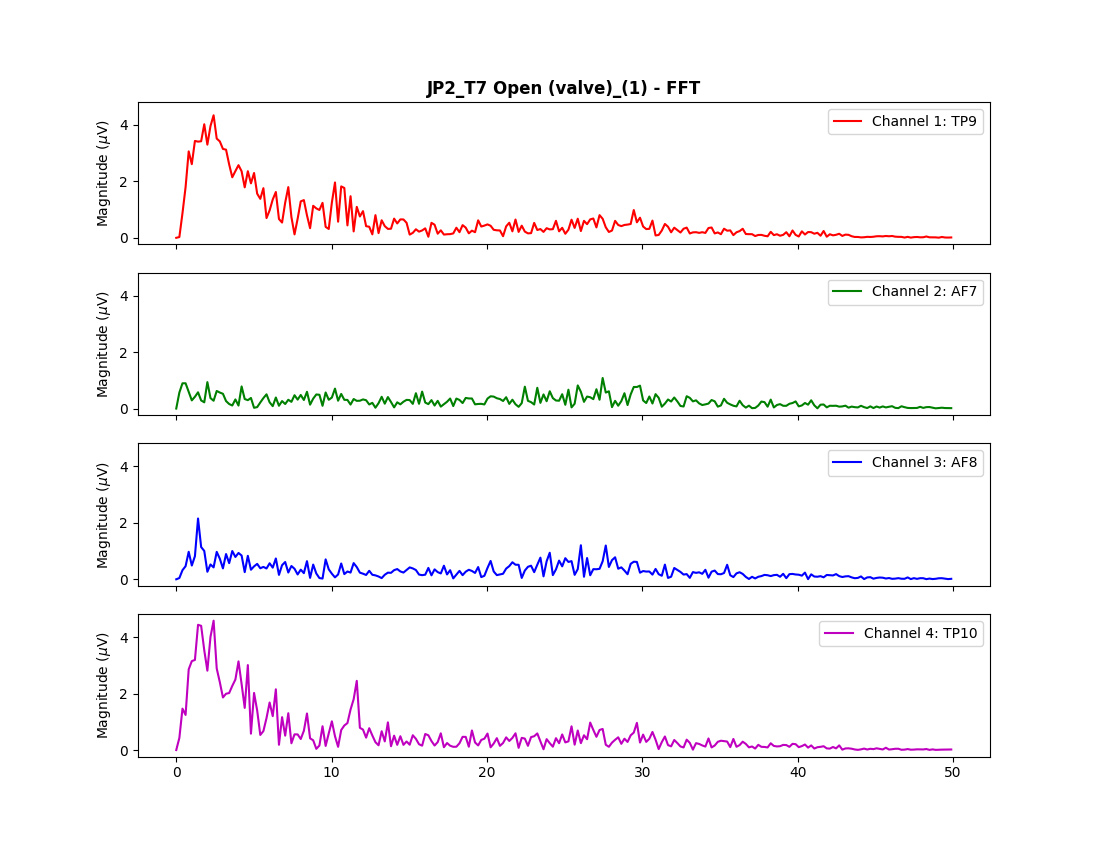 JP2_T7 Open (valve)_(1) - FFT
Magnitude (μV)
4
2
0
Channel 1: TP9
Magnitude (μV)
4
2
0
Channel 2: AF7
Magnitude (μV)
4
2
0
Channel 3: AF8
Magnitude (μV)
4
2
0
Channel 4: TP10
0 10 20 30 40 50